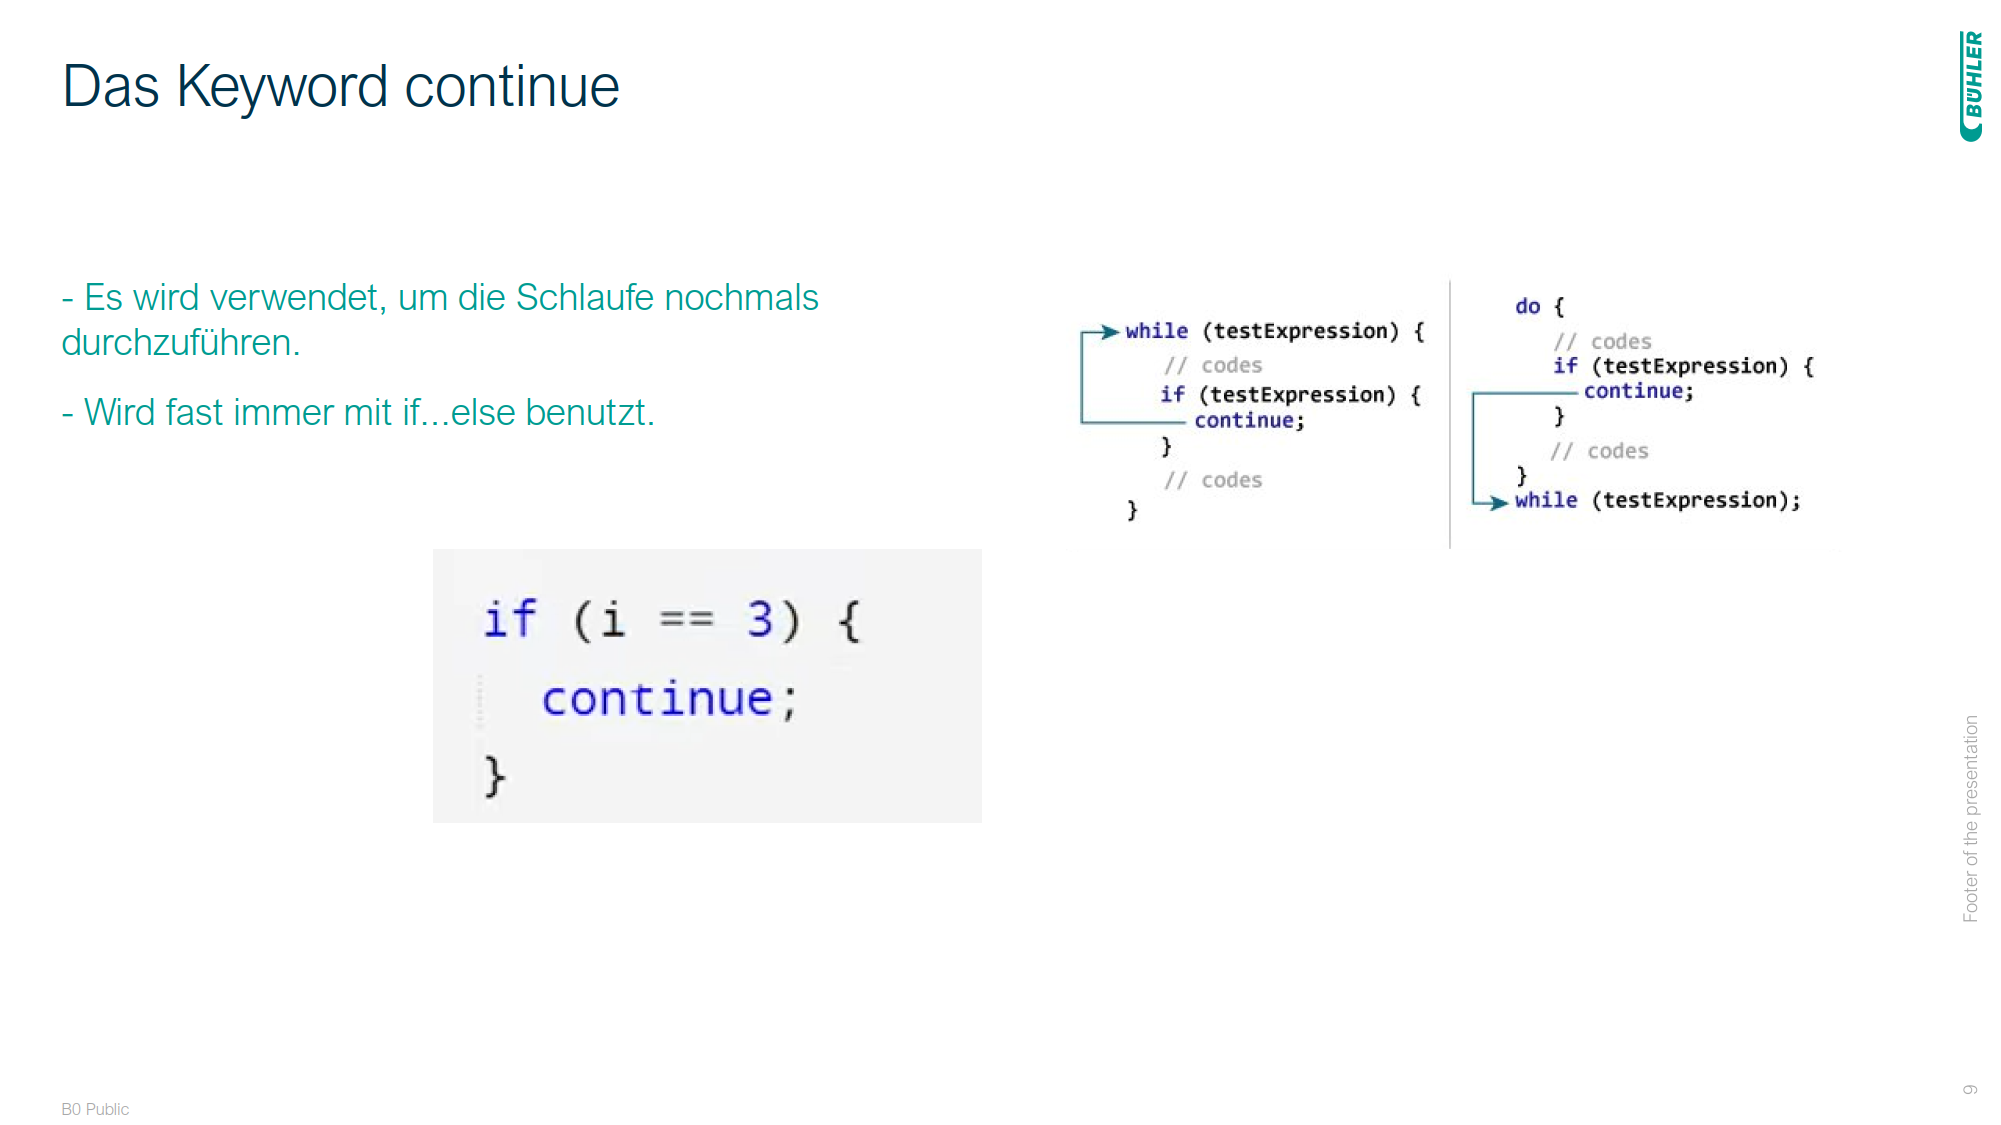 Das Keyword continue
BÜHLER
- Es wird verwendet, um die Schlaufe nochmals
durchzuführen.
- Wird fast immer mit if...else benutzt.
while (testExpression) {
// codes
if (testExpression) {
continue;
}
// codes
}
do {
// codes
if (testExpression) {
continue;
}
// codes
}
while (testExpression);
if (i == 3) {
continue;
}
Footer of the presentation
9
B0 Public